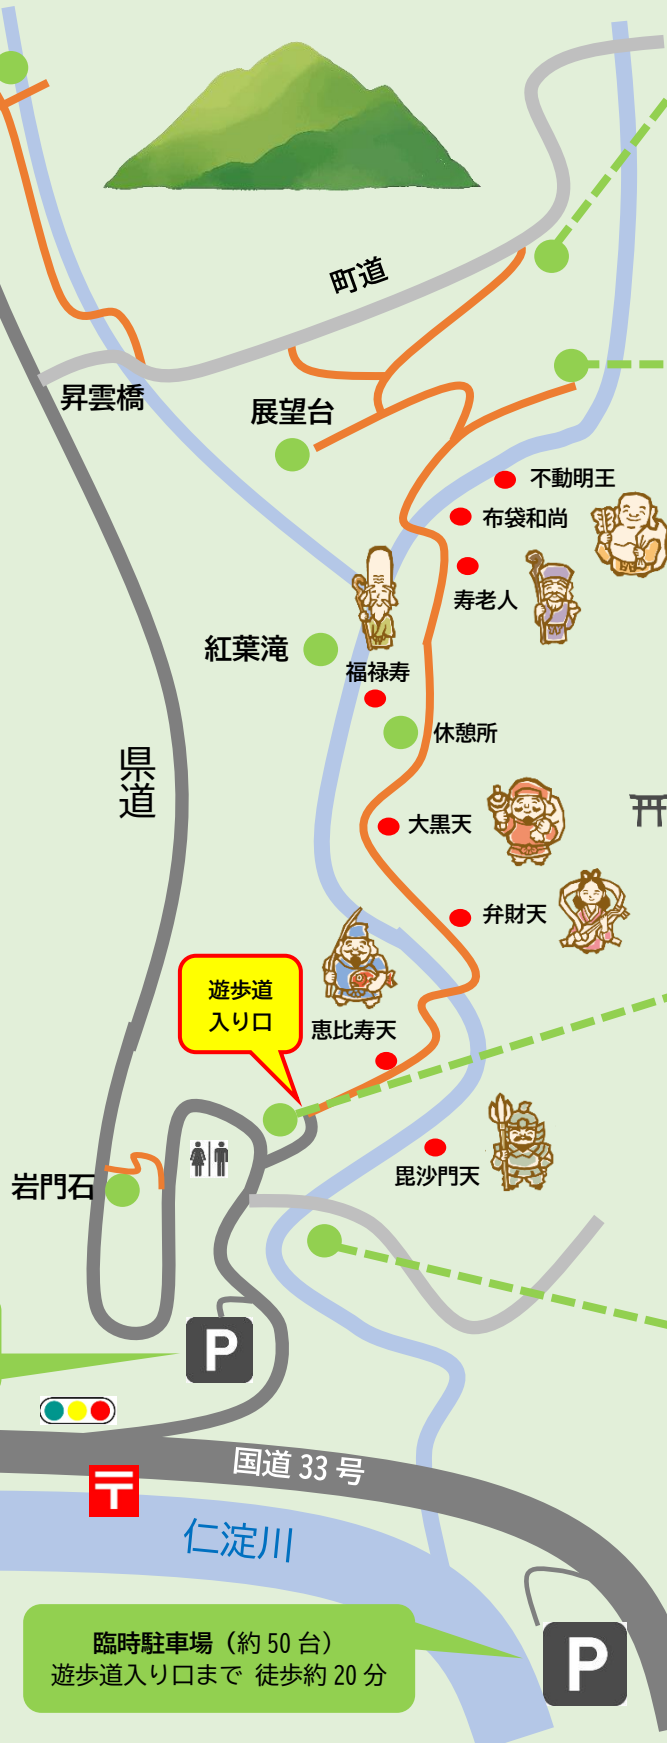 町道
昇雲橋
展望台
不動明王
布袋和尚
寿老人
紅葉滝
福禄寿
休憩所
県道
大黒天
弁財天
遊歩道
入り口
恵比寿天
毘沙門天
岩門石
P
国道 33 号
〒
仁淀川
臨時駐車場（約 50 台）
遊歩道入り口まで 徒歩約 20 分
P